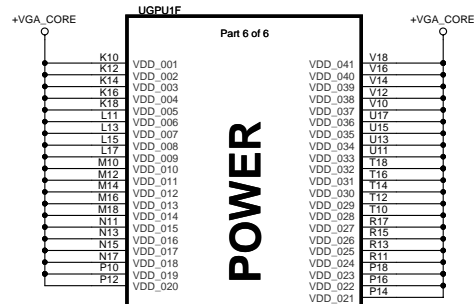 UGPU1F
+VGA_CORE
+VGA_CORE
Part 6 of 6
K10 VDD_001
K12 VDD_002
K14 VDD_003
K16 VDD_004
K18 VDD_005
L11 VDD_006
L13 VDD_007
L15 VDD_008
L17 VDD_009
M10 VDD_010
M12 VDD_011
M14 VDD_012
M16 VDD_013
M18 VDD_014
N11 VDD_015
N13 VDD_016
N15 VDD_017
N17 VDD_018
P10 VDD_019
P12 VDD_020
POWER
VDD_041 V18
VDD_040 V16
VDD_039 V14
VDD_038 V12
VDD_037 V10
VDD_036 U17
VDD_035 U15
VDD_034 U13
VDD_033 U11
VDD_032 T18
VDD_031 T16
VDD_030 T14
VDD_029 T12
VDD_028 T10
VDD_027 R17
VDD_026 R15
VDD_025 R13
VDD_024 R11
VDD_023 P18
VDD_022 P16
VDD_021 P14